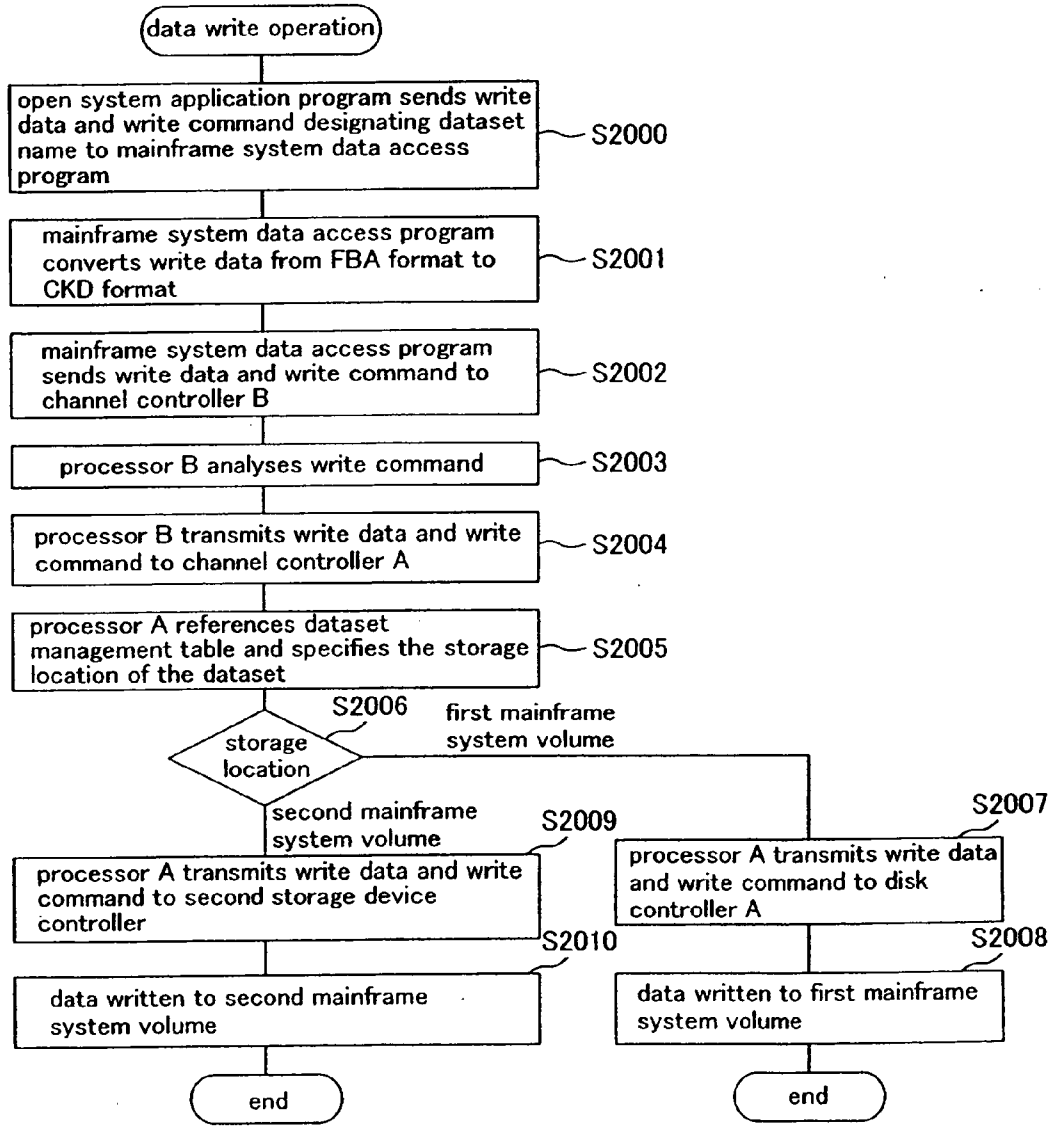 data write operation
open system application program sends write
data and write command designating dataset
name to mainframe system data access
program
S2000
mainframe system data access program
converts write data from FBA format to
CKD format
S2001
mainframe system data access program
sends write data and write command to
channel controller B
S2002
processor B analyses write command
S2003
processor B transmits write data and write
command to channel controller A
S2004
processor A references dataset
management table and specifies the storage
location of the dataset
S2005
S2006
storage
location
first mainframe
system volume
second mainframe
system volume
S2009
processor A transmits write data and write
command to second storage device
controller
S2007
processor A transmits write data
and write command to disk
controller A
S2010
data written to second mainframe
system volume
S2008
data written to first mainframe
system volume
end
end